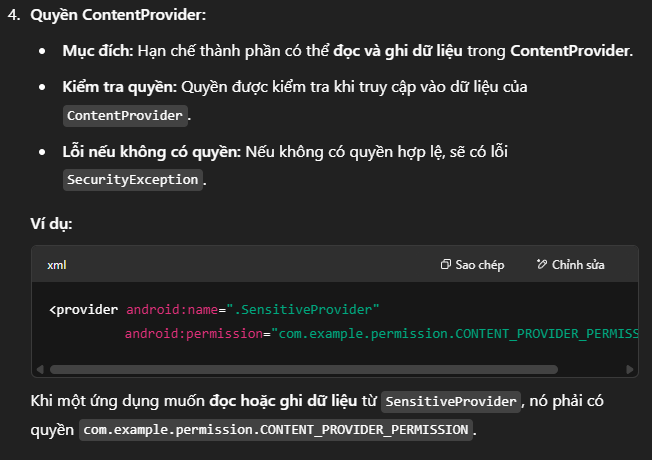 4. Quyền ContentProvider:
• Mục đích: Hạn chế thành phần có thể đọc và ghi dữ liệu trong ContentProvider.
• Kiểm tra quyền: Quyền được kiểm tra khi truy cập vào dữ liệu của
ContentProvider.
• Lỗi nếu không có quyền: Nếu không có quyền hợp lệ, sẽ có lỗi
SecurityException.
Ví dụ:
xml Sao chép Chỉnh sửa
<provider android:name=".SensitiveProvider"
android:permission="com.example.permission.CONTENT_PROVIDER_PERMISS
Khi một ứng dụng muốn đọc hoặc ghi dữ liệu từ SensitiveProvider, nó phải có
quyền com.example.permission.CONTENT_PROVIDER_PERMISSION.